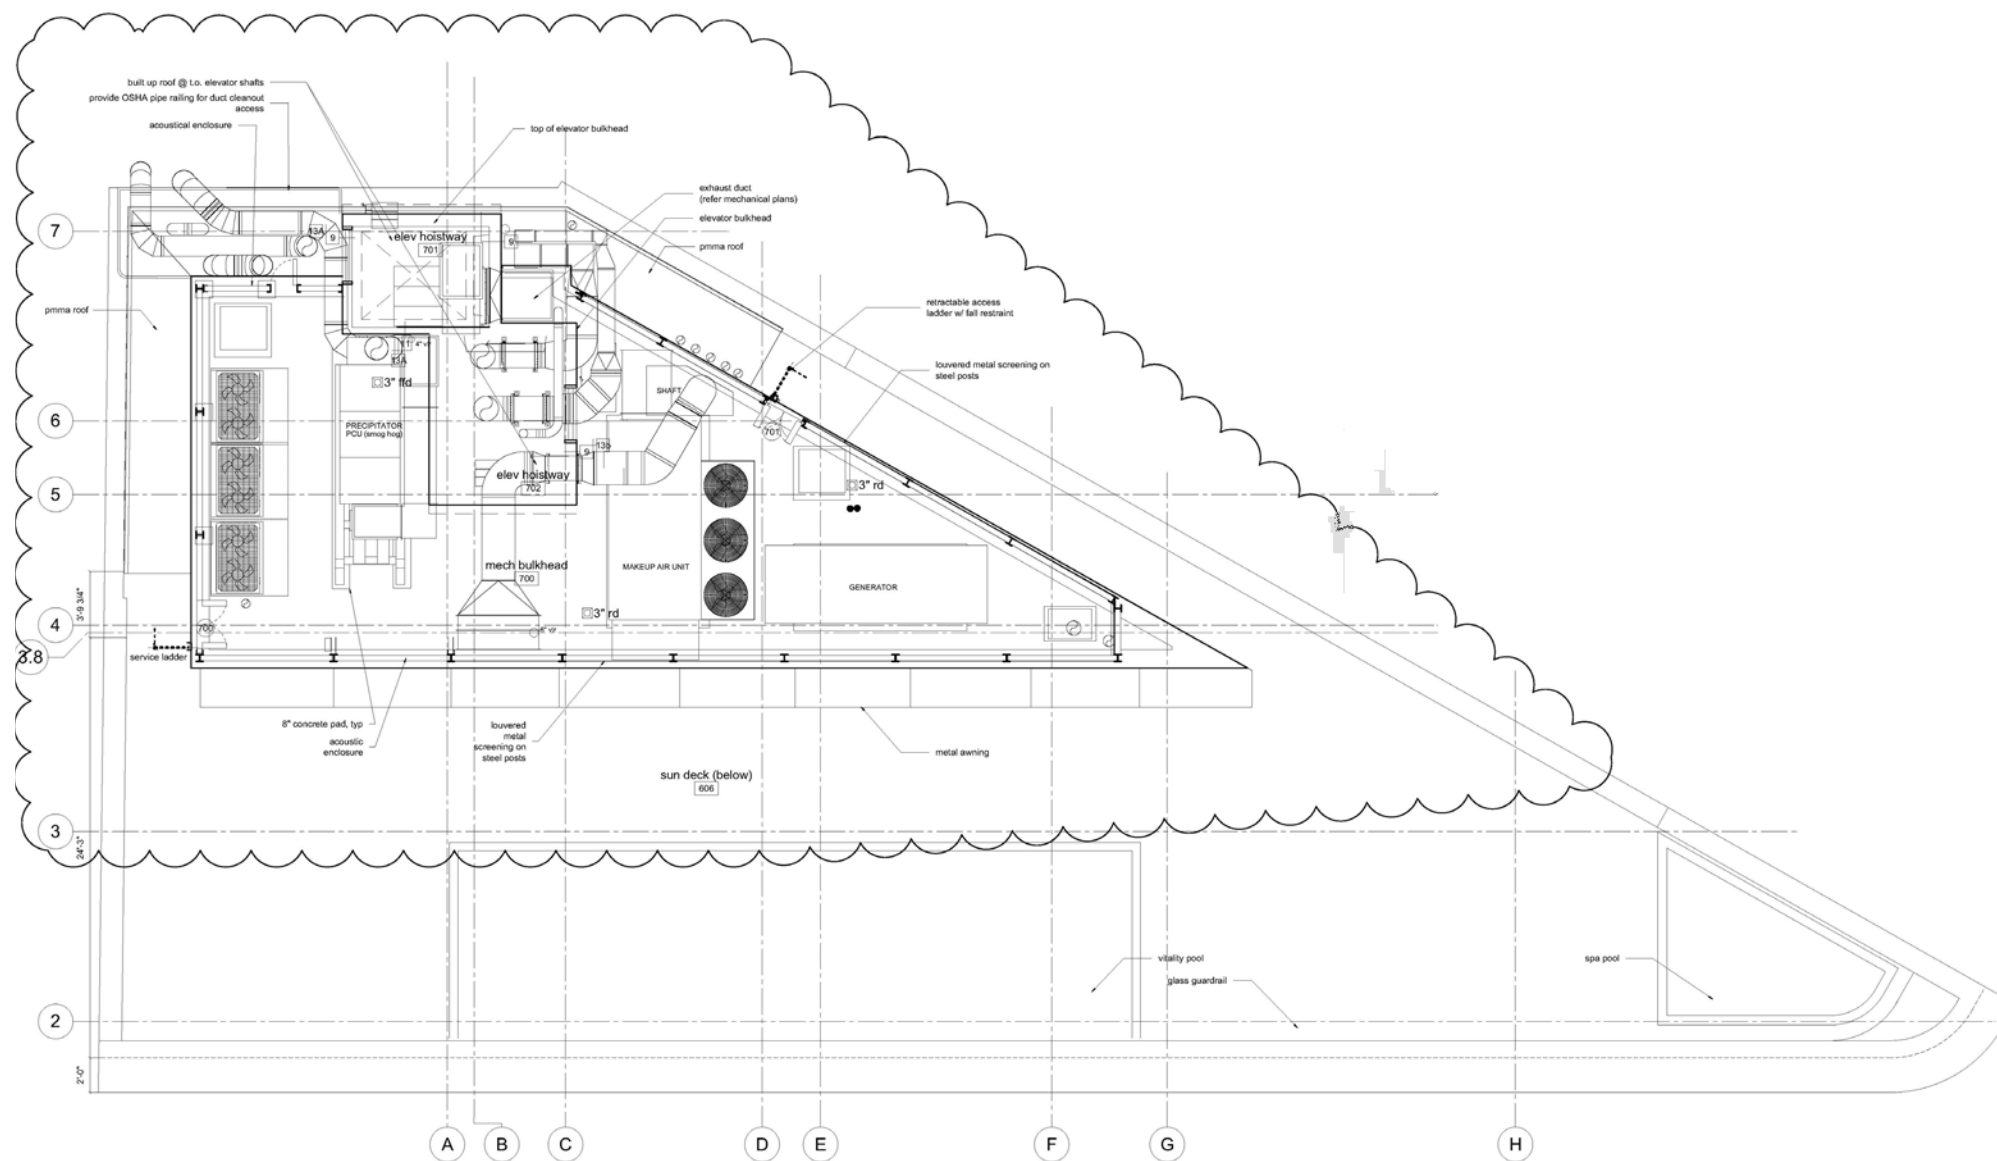 built up roof @ t.o. elevator shafts
provide OSHA pipe railing for duct cleanout
access
acoustical enclosure
top of elevator bulkhead
exhaust duct
(refer mechanical plans)
elevator bulkhead
pmma roof
7
13A
9
elev hoistway
701
9
pmma roof
retractable access
ladder w/ fall restraint
louvered metal screening on
steel posts
11
4" vtr
13A
3" ffd
SHAFT
6
PRECIPITATOR
PCU (smog hog)
701
13b
9
elev hoistway
702
5
3" rd
mech bulkhead
700
MAKEUP AIR UNIT
GENERATOR
3'-9 3/4"
3" rd
4
700
3.8
service ladder
8" concrete pad, typ
acoustic
enclosure
louvered
metal
screening on
steel posts
metal awning
sun deck (below)
606
3
24'-3"
vitality pool
spa pool
glass guardrail
2
2'-0"
A
B
C
D
E
F
G
H